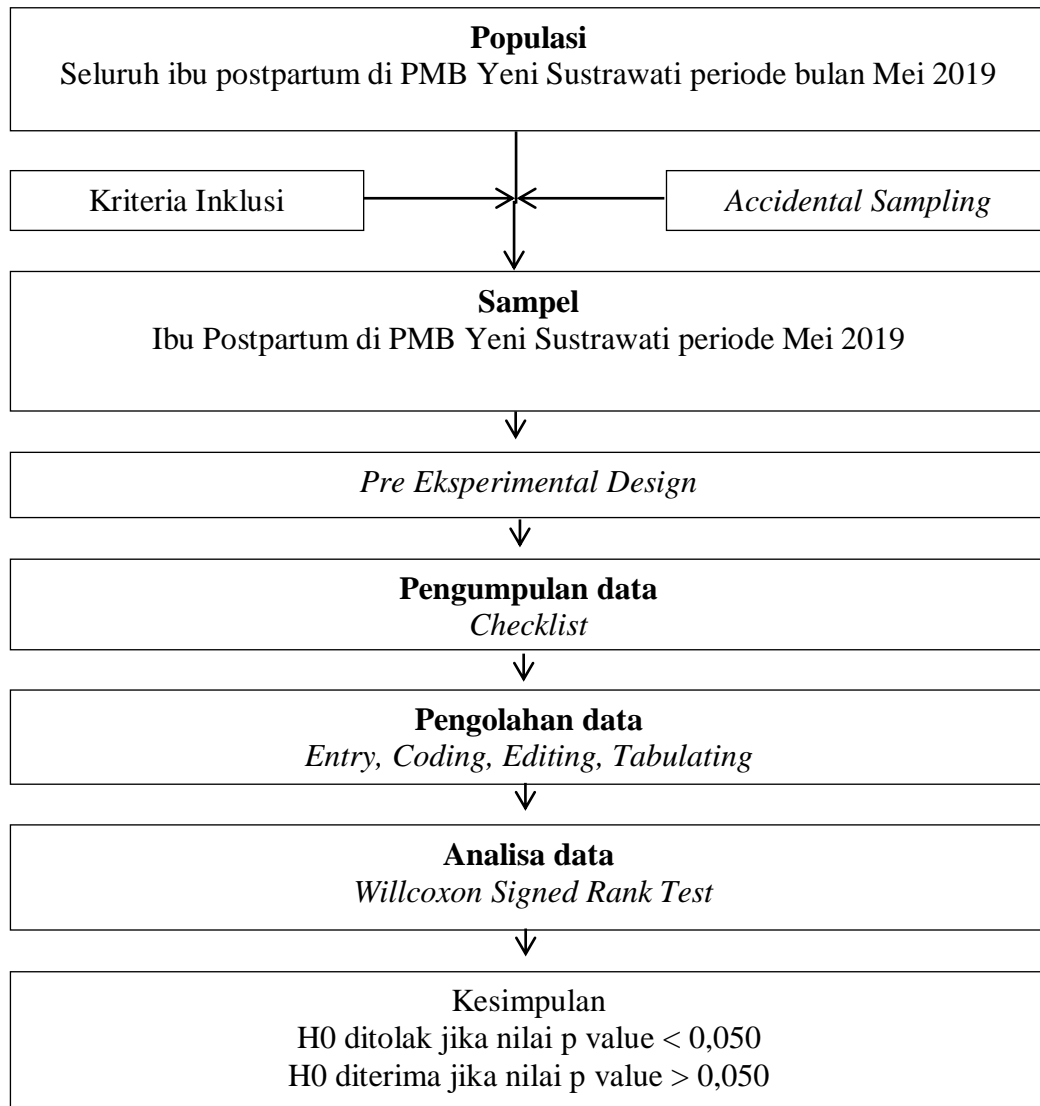 Populasi
Seluruh ibu postpartum di PMB Yeni Sustrawati periode bulan Mei 2019
Kriteria Inklusi
Accidental Sampling
Sampel
Ibu Postpartum di PMB Yeni Sustrawati periode Mei 2019
Pre Eksperimental Design
Pengumpulan data
Checklist
Pengolahan data
Entry, Coding, Editing, Tabulating
Analisa data
Willcoxon Signed Rank Test
Kesimpulan
H0 ditolak jika nilai p value < 0,050
H0 diterima jika nilai p value > 0,050